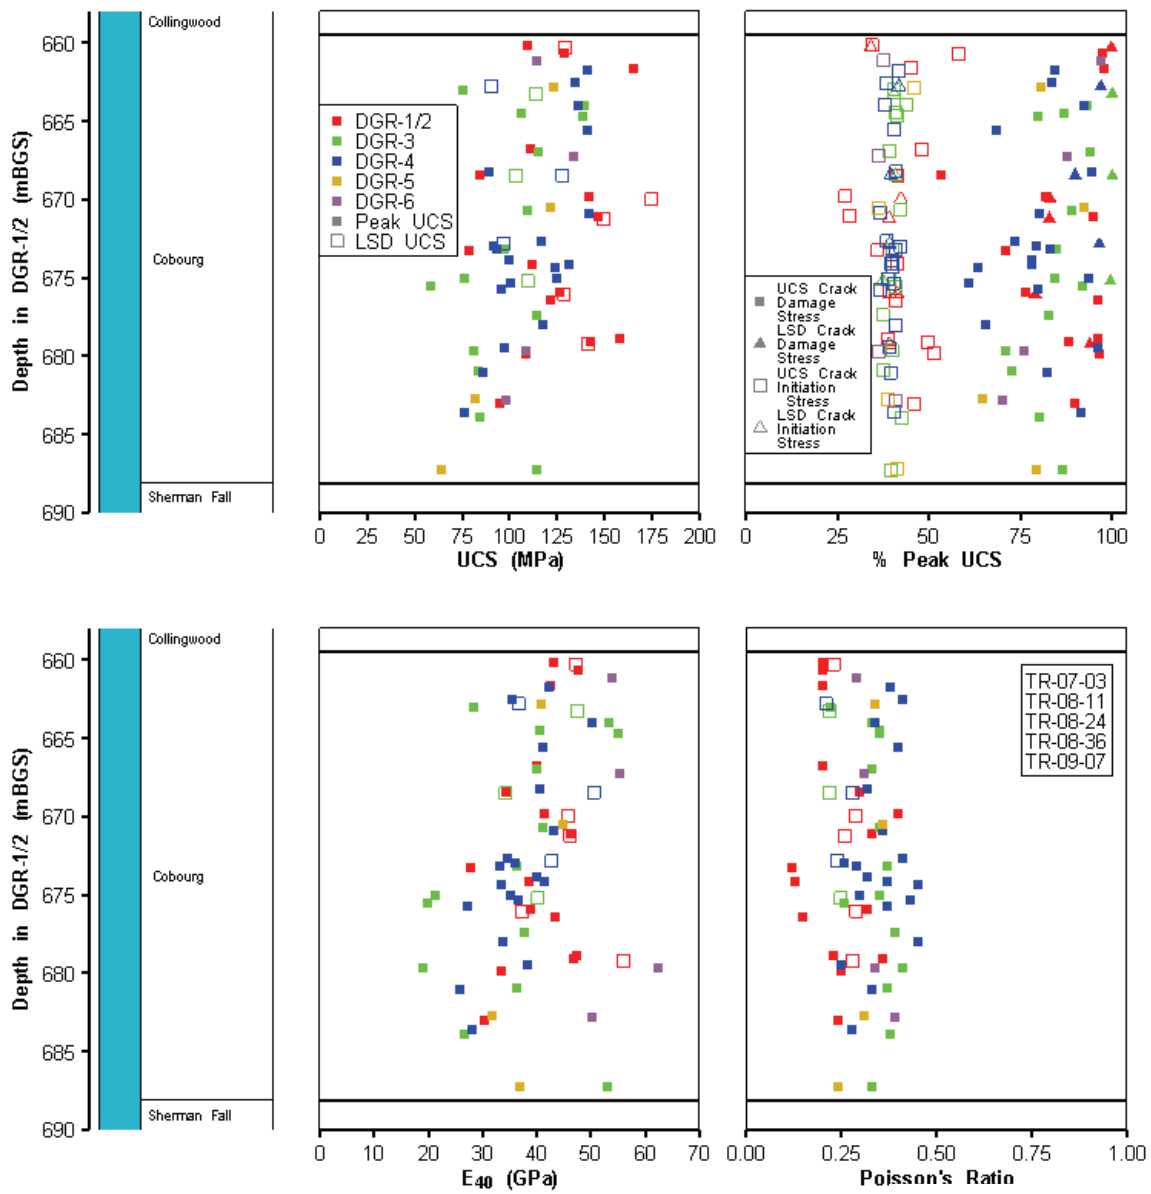 Collingwood
660
665
670
675
680
685
690
Depth in DGR-1/2 (mBGS)
Cobourg
Sherman Fall
DGR-1/2
DGR-3
DGR-4
DGR-5
DGR-6
Peak UCS
LSD UCS
0 25 75 100 125 150 175 200
UCS (MPa)
UCS Crack
Damage
Stress
LSD Crack
Damage
Stress
UCS Crack
Initiation
Stress
LSD Crack
Initiation
Stress
0 25 50 75 100
% Peak UCS
Collingwood
660
665
670
675
680
685
690
Depth in DGR-1/2 (mBGS)
Cobourg
Sherman Fall
0 10 20 30 40 50 60 70
E40 (GPa)
TR-07-03
TR-08-11
TR-08-24
TR-08-36
TR-09-07
0.00 0.25 0.50 0.75 1.00
Poisson's Ratio